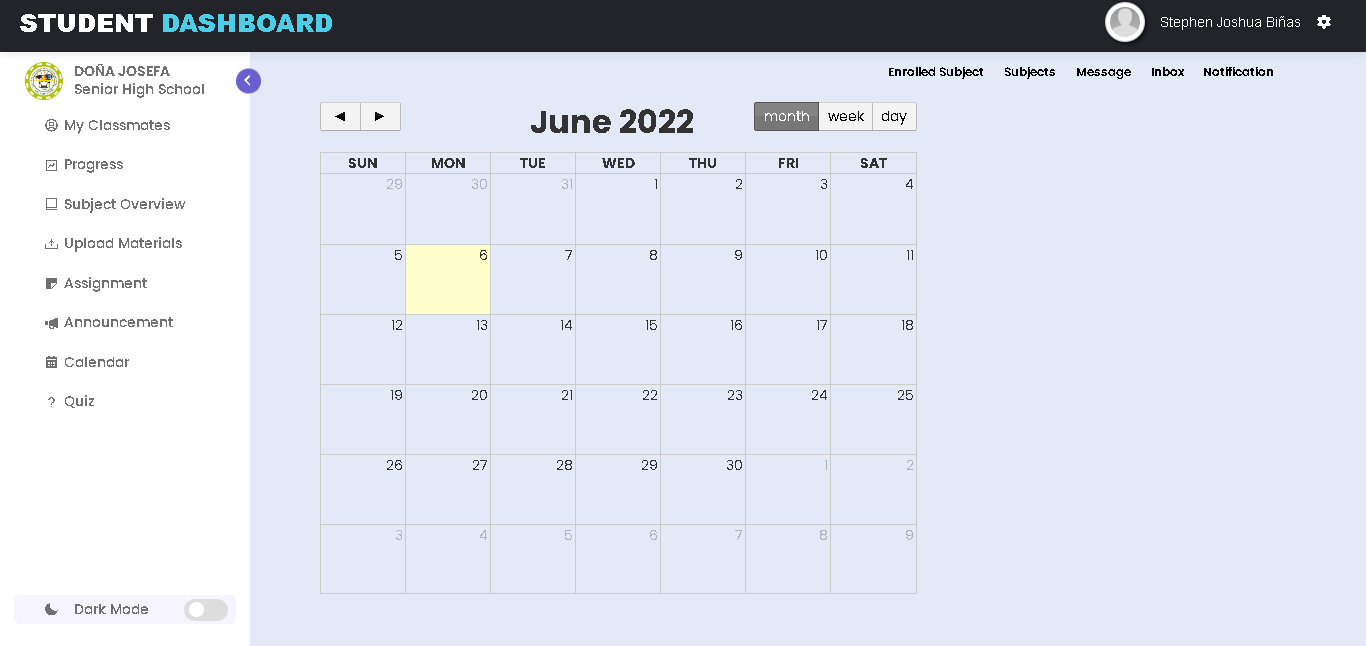 STUDENT DASHBOARD
Stephen Joshua Biñas
DOÑA JOSEFA
Senior High School
My Classmates
Progress
Subject Overview
Upload Materials
Assignment
Announcement
Calendar
? Quiz
Dark Mode
Enrolled Subject Subjects Message Inbox Notification
June 2022
month week day
SUN MON TUE WED THU FRI SAT
29 30 31 1 2 3 4
5 6 7 8 9 10 11
12 13 14 15 16 17 18
19 20 21 22 23 24 25
26 27 28 29 30 1 2
3 4 5 6 7 8 9